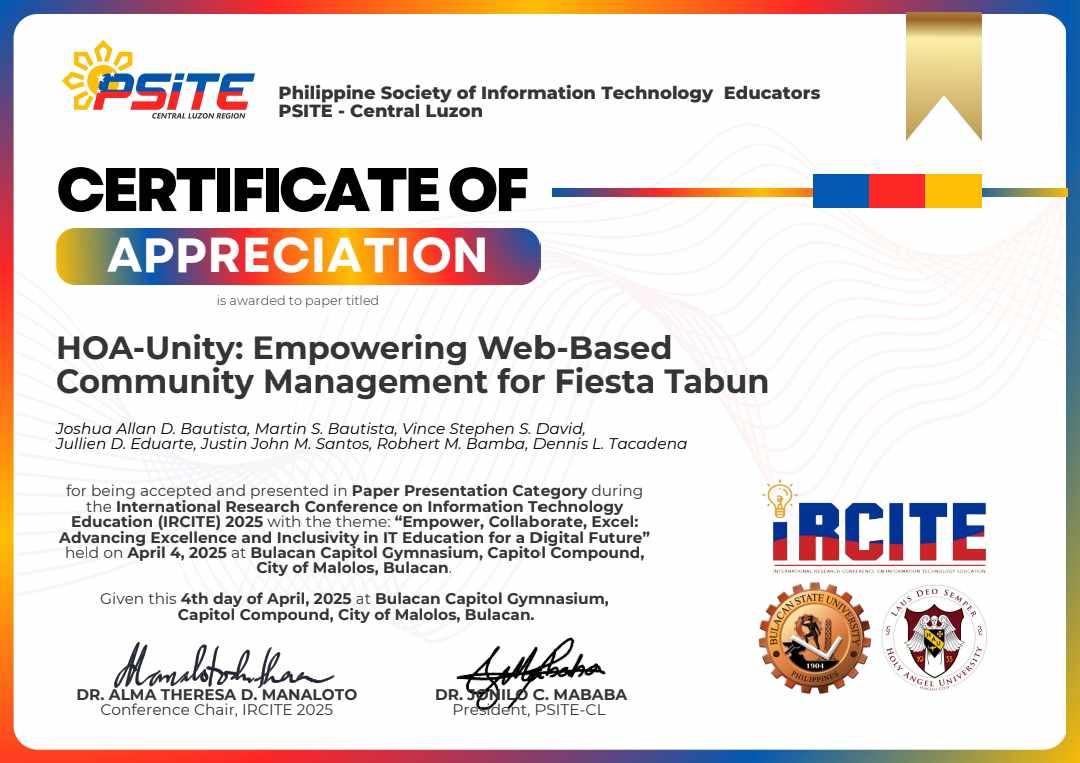 PSITE
CENTRAL LUZON REGION
Philippine Society of Information Technology Educators
PSITE - Central Luzon
CERTIFICATE OF
APPRECIATION
is awarded to paper titled
HOA-Unity: Empowering Web-Based
Community Management for Fiesta Tabun
Joshua Allan D. Bautista, Martin S. Bautista, Vince Stephen S. David,
Jullien D. Eduarte, Justin John M. Santos, Robhert M. Bamba, Dennis L. Tacadena
for being accepted and presented in Paper Presentation Category during
the International Research Conference on Information Technology
Education (IRCITE) 2025 with the theme: “Empower, Collaborate, Excel:
Advancing Excellence and Inclusivity in IT Education for a Digital Future”
held on April 4, 2025 at Bulacan Capitol Gymnasium, Capitol Compound,
City of Malolos, Bulacan.
Given this 4th day of April, 2025 at Bulacan Capitol Gymnasium,
Capitol Compound, City of Malolos, Bulacan.
DR. ALMA THERESA D. MANALOTO
Conference Chair, IRCITE 2025
DR. JONILO C. MABABA
President, PSITE-CL
iRCITE
INTERNATIONAL RESEARCH CONFERENCE ON INFORMATION TECHNOLOGY EDUCATION
BULACAN STATE UNIVERSITY
1904
PHILIPPINES
LAUS DEO SEMPER
19 33
HOLY ANGEL UNIVERSITY